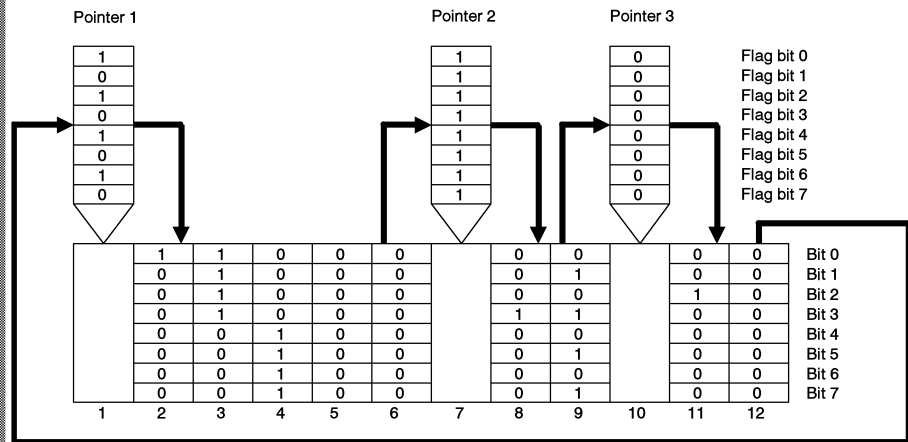 Pointer 1 Pointer 2 Pointer 3
1 1 0 Flag bit 0
0 1 0 Flag bit 1
1 1 0 Flag bit 2
0 1 0 Flag bit 3
1 1 0 Flag bit 4
0 1 0 Flag bit 5
1 1 0 Flag bit 6
0 1 0 Flag bit 7
1 1 0 0 0 0 0 0 0 Bit 0
0 1 0 0 0 0 1 0 0 Bit 1
0 1 0 0 0 0 0 1 0 Bit 2
0 1 0 0 0 1 1 0 0 Bit 3
0 0 1 0 0 0 0 0 0 Bit 4
0 0 1 0 0 0 1 0 0 Bit 5
0 0 1 0 0 0 0 0 0 Bit 6
0 0 1 0 0 0 1 0 0 Bit 7
1 2 3 4 5 6 7 8 9 10 11 12